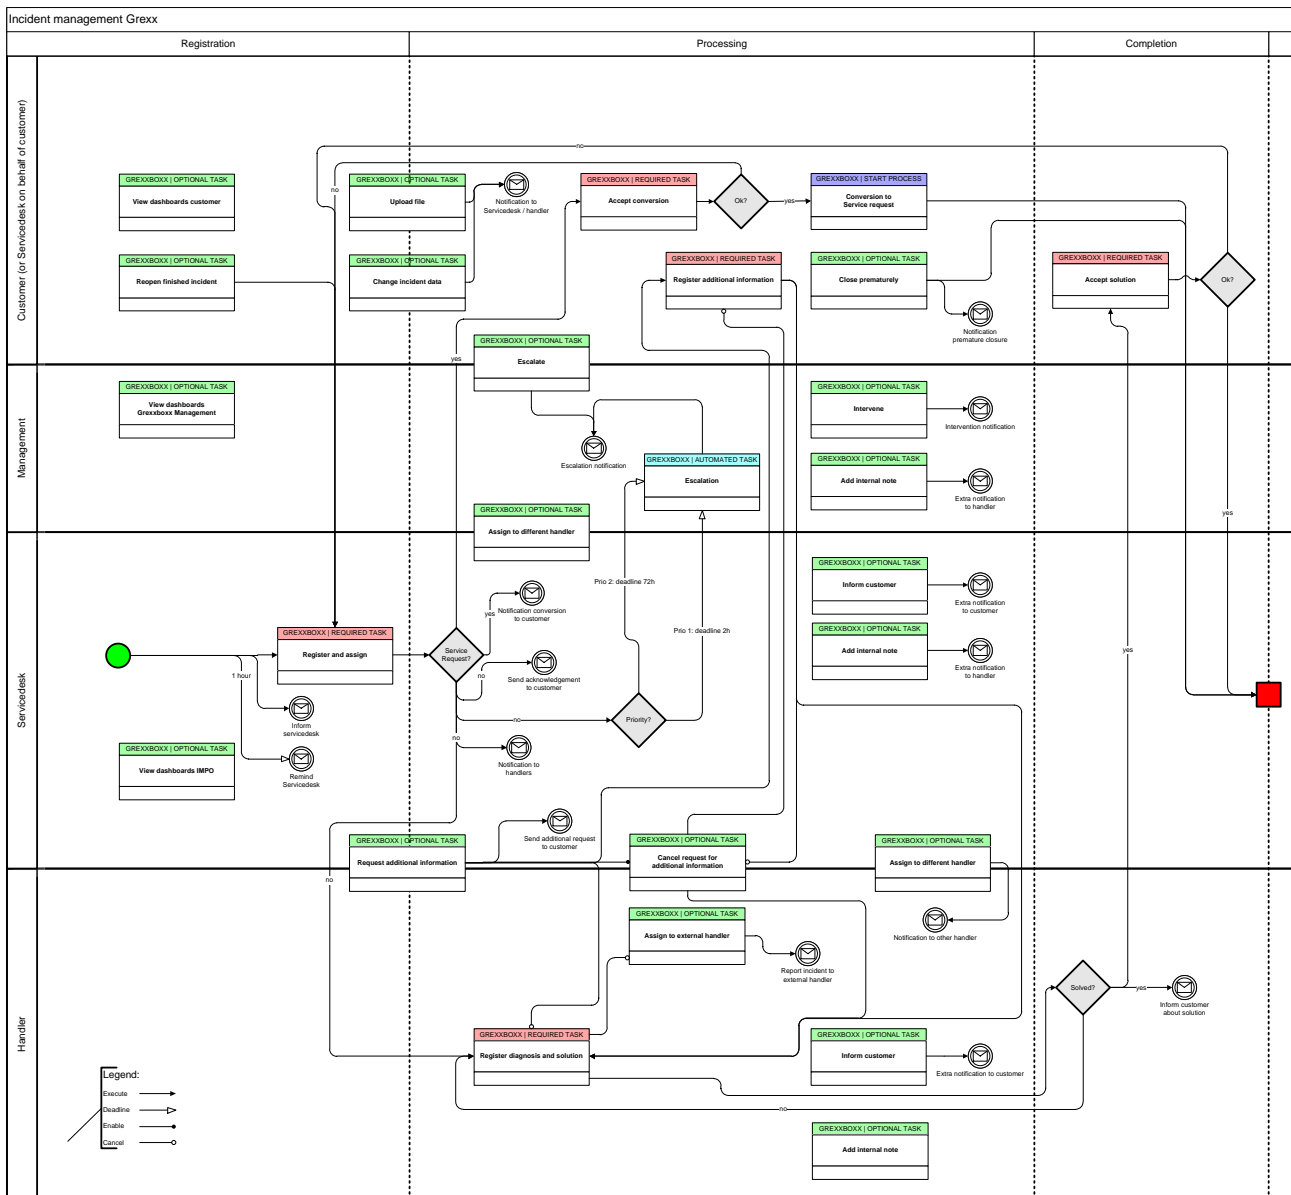 Incident management Grexx
Registration
Processing
Completion
Customer (or Servicedesk on behalf of customer)
no
GREXXBOXX | OPTIONAL TASK
View dashboards customer
no
GREXXBOXX | OPTIONAL TASK
Upload file
Notification to
Servicedesk / handler
GREXXBOXX | REQUIRED TASK
Accept conversion
Ok?
yes
GREXXBOXX | START PROCESS
Conversion to
Service request
GREXXBOXX | OPTIONAL TASK
Reopen finished incident
GREXXBOXX | OPTIONAL TASK
Change incident data
GREXXBOXX | REQUIRED TASK
Register additional information
GREXXBOXX | OPTIONAL TASK
Close prematurely
Notification
premature closure
GREXXBOXX | REQUIRED TASK
Accept solution
Ok?
yes
GREXXBOXX | OPTIONAL TASK
Escalate
Management
GREXXBOXX | OPTIONAL TASK
View dashboards
Grexxboxx Management
Escalation notification
GREXXBOXX | AUTOMATED TASK
Escalation
GREXXBOXX | OPTIONAL TASK
Intervene
Intervention notification
GREXXBOXX | OPTIONAL TASK
Add internal note
Extra notification
to handler
GREXXBOXX | OPTIONAL TASK
Assign to different handler
yes
Servicedesk
Prio 2: deadline 72h
Prio 1: deadline 2h
GREXXBOXX | OPTIONAL TASK
Inform customer
Extra notification
to customer
GREXXBOXX | REQUIRED TASK
Register and assign
1 hour
Inform
servicedesk
Remind
Servicedesk
Service
Request?
yes
Notification conversion
to customer
no
Send acknowledgement
to customer
no
Priority?
no
Notification to
handlers
GREXXBOXX | OPTIONAL TASK
Add internal note
Extra notification
to handler
yes
GREXXBOXX | OPTIONAL TASK
View dashboards IMPO
Send additional request
to customer
GREXXBOXX | OPTIONAL TASK
Request additional information
GREXXBOXX | OPTIONAL TASK
Cancel request for
additional information
GREXXBOXX | OPTIONAL TASK
Assign to different handler
Handler
no
GREXXBOXX | OPTIONAL TASK
Assign to external handler
Report incident to
external handler
Notification to other handler
Solved?
yes
Inform customer
about solution
GREXXBOXX | REQUIRED TASK
Register diagnosis and solution
GREXXBOXX | OPTIONAL TASK
Inform customer
Extra notification to customer
no
GREXXBOXX | OPTIONAL TASK
Add internal note
Legend:
Execute
Deadline
Enable
Cancel